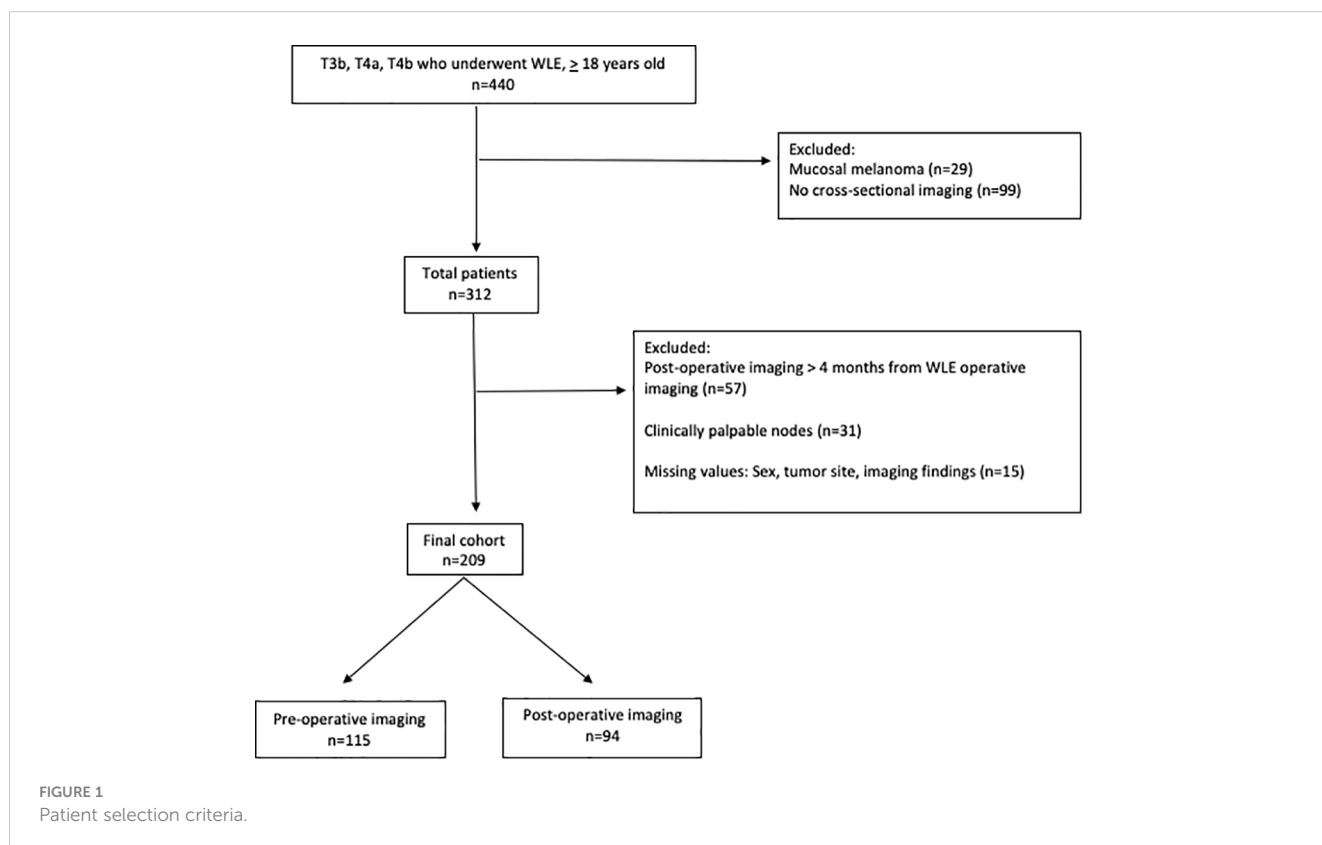 T3b, T4a, T4b who underwent WLE, ≥ 18 years old
n=440
Excluded:
Mucosal melanoma (n=29)
No cross-sectional imaging (n=99)
Total patients
n=312
Excluded:
Post-operative imaging > 4 months from WLE operative
imaging (n=57)
Clinically palpable nodes (n=31)
Missing values: Sex, tumor site, imaging findings (n=15)
Final cohort
n=209
Pre-operative imaging
n=115
Post-operative imaging
n=94
FIGURE 1
Patient selection criteria.